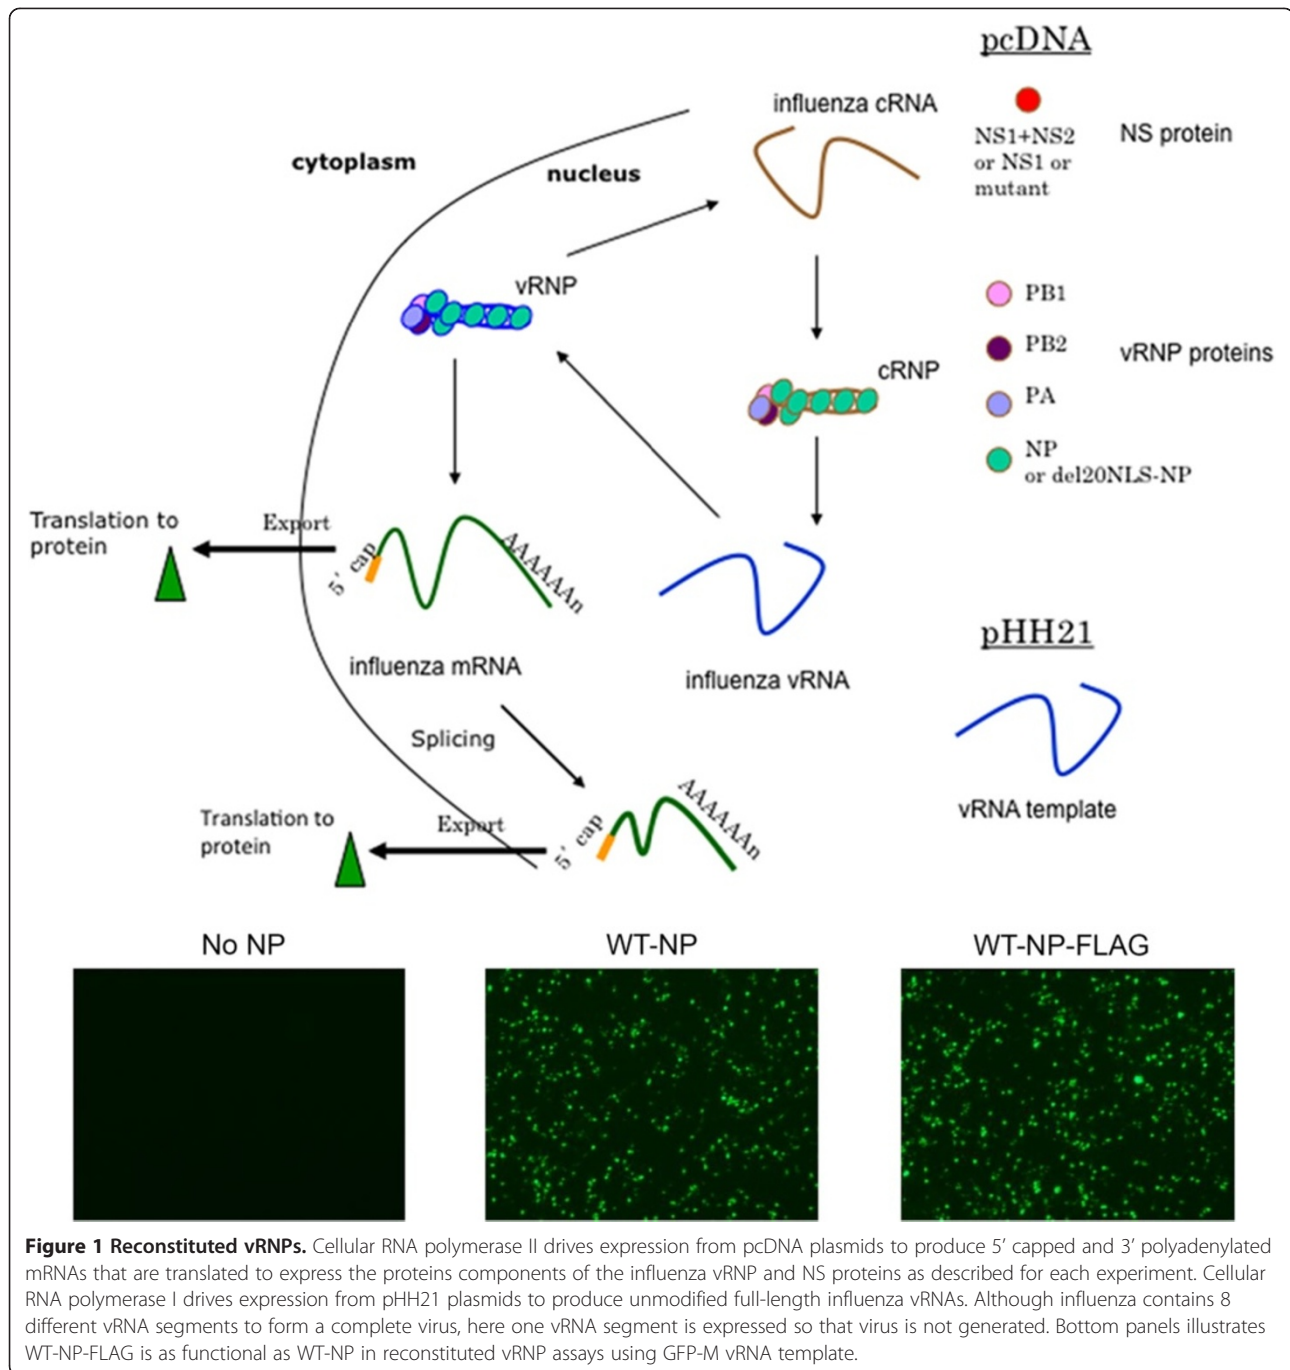 pcDNA
influenza cRNA
NS1+NS2
or NS1 or
mutant
NS protein
cytoplasm
nucleus
vRNP
PB1
PB2
PA
NP
or del20NLS-NP
vRNP proteins
cRNP
Translation to
protein
Export
5' cap
AAAAAAn
influenza mRNA
influenza vRNA
pHH21
vRNA template
Splicing
Translation to
protein
Export
5' cap
AAAAAAn
No NP
WT-NP
WT-NP-FLAG
Figure 1 Reconstituted vRNPs. Cellular RNA polymerase II drives expression from pcDNA plasmids to produce 5′ capped and 3′ polyadenylated
mRNAs that are translated to express the proteins components of the influenza vRNP and NS proteins as described for each experiment. Cellular
RNA polymerase I drives expression from pHH21 plasmids to produce unmodified full-length influenza vRNAs. Although influenza contains 8
different vRNA segments to form a complete virus, here one vRNA segment is expressed so that virus is not generated. Bottom panels illustrates
WT-NP-FLAG is as functional as WT-NP in reconstituted vRNP assays using GFP-M vRNA template.